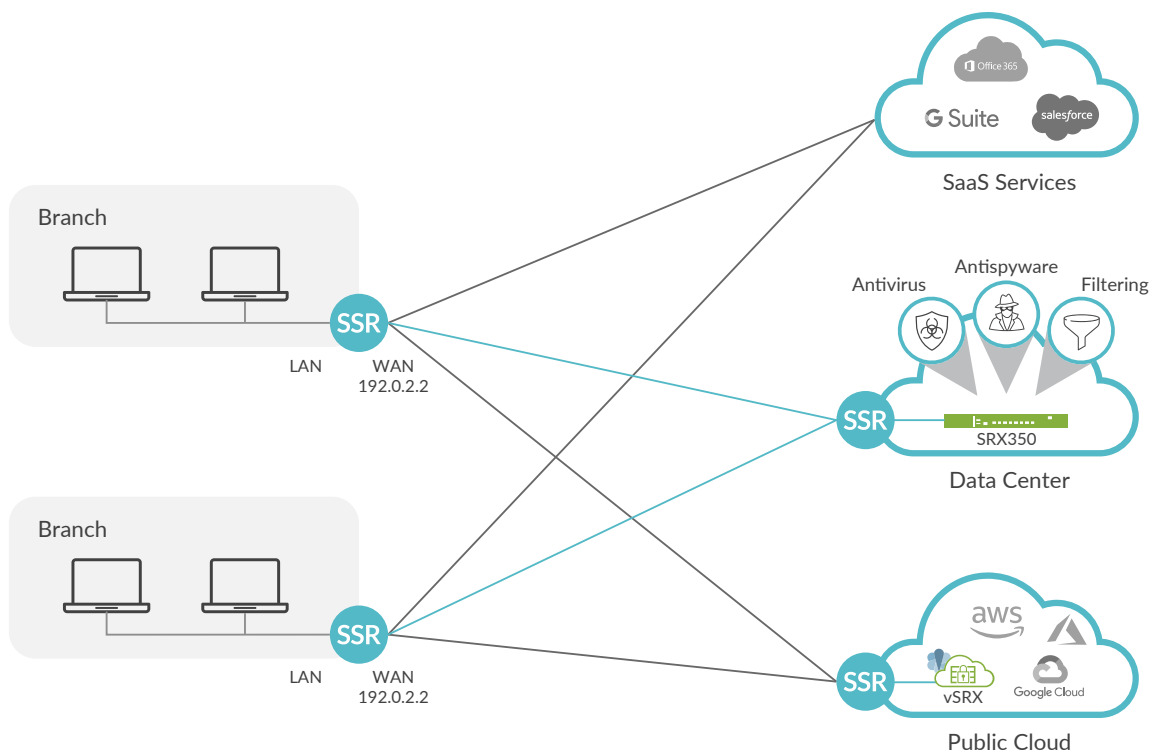 Office 365
G Suite
salesforce
SaaS Services
Branch
SSR
LAN
WAN
192.0.2.2
Antivirus
Antispyware
Filtering
SSR
SRX350
Data Center
Branch
SSR
LAN
WAN
192.0.2.2
aws
SSR
vSRX
Google Cloud
Public Cloud